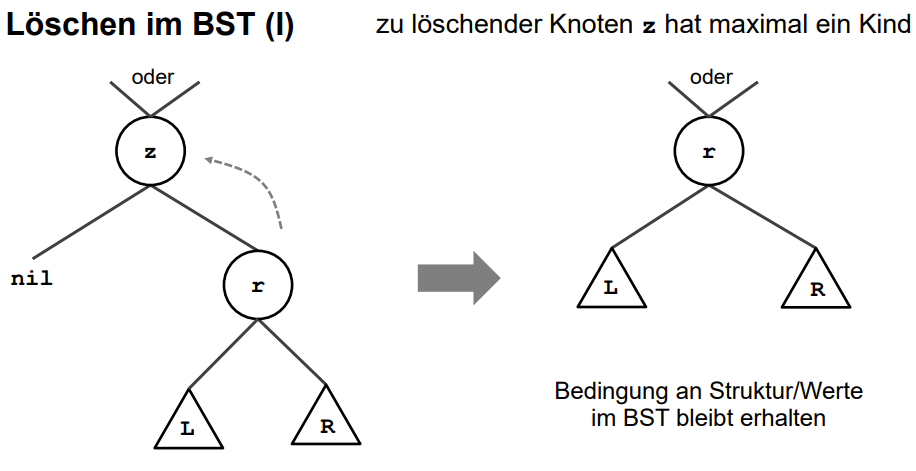 Löschen im BST (I)
zu löschender Knoten z hat maximal ein Kind
oder
z
nil
r
L
R
oder
r
L
R
Bedingung an Struktur/Werte
im BST bleibt erhalten